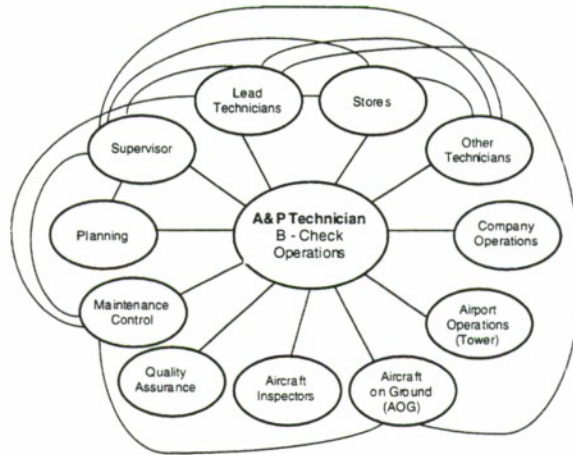 Lead
Technicians
Stores
Supervisor
Other
Technicians
A&P Technician
B - Check
Operations
Planning
Company
Operations
Maintenance
Control
Airport
Operations
(Tower)
Quality
Assurance
Aircraft
Inspectors
Aircraft
on Ground
(AOG)